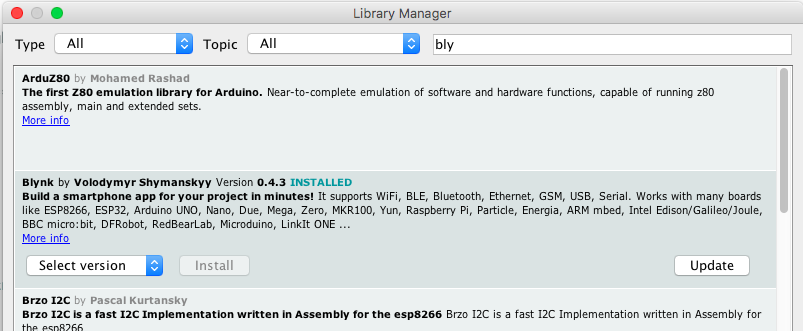 Library Manager
Type All Topic All bly
ArduZ80 by Mohamed Rashad
The first Z80 emulation library for Arduino. Near-to-complete emulation of software and hardware functions, capable of running z80
assembly, main and extended sets.
More info
Blynk by Volodymyr Shymanskyy Version 0.4.3 INSTALLED
Build a smartphone app for your project in minutes! It supports WiFi, BLE, Bluetooth, Ethernet, GSM, USB, Serial. Works with many boards
like ESP8266, ESP32, Arduino UNO, Nano, Due, Mega, Zero, MKR100, Yun, Raspberry Pi, Particle, Energia, ARM mbed, Intel Edison/Galileo/Joule,
BBC micro:bit, DFRobot, RedBearLab, Microduino, LinkIt ONE ...
More info
Select version Install Update
Brzo I2C by Pascal Kurtansky
Brzo I2C is a fast I2C Implementation written in Assembly for the esp8266 Brzo I2C is a fast I2C Implementation written in Assembly for
the esp8266